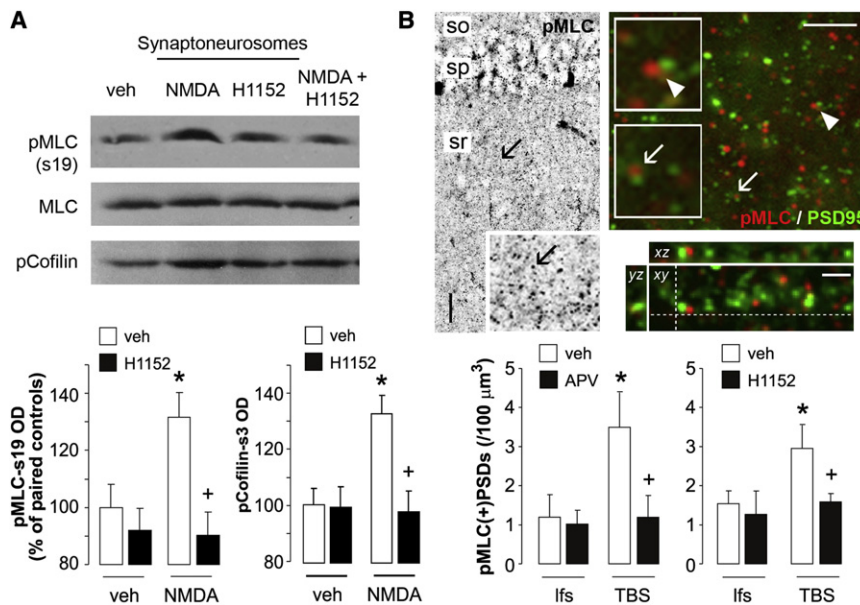 A
Synaptoneurosomes
veh NMDA H1152 NMDA + H1152
pMLC (s19)
MLC
pCofilin
veh
H1152
pMLC-s19 OD
(% of paired controls)
140
120
100
80
*
+
veh NMDA
veh
H1152
pCofilin-s3 OD
140
120
100
80
*
+
veh NMDA
B
so
pMLC
sp
sr
pMLC / PSD95
xz
yz
xy
veh
APV
pMLC(+)PSDs (/100 μm³)
5
4
3
2
1
0
*
+
lfs TBS
veh
H1152
5
4
3
2
1
0
*
+
lfs TBS